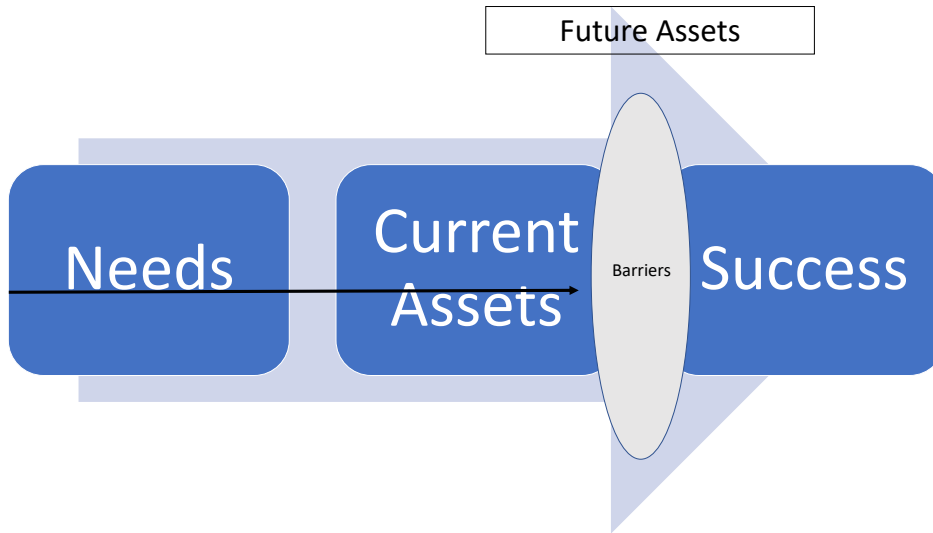 Future Assets
Needs
Current
Assets
Barriers
Success